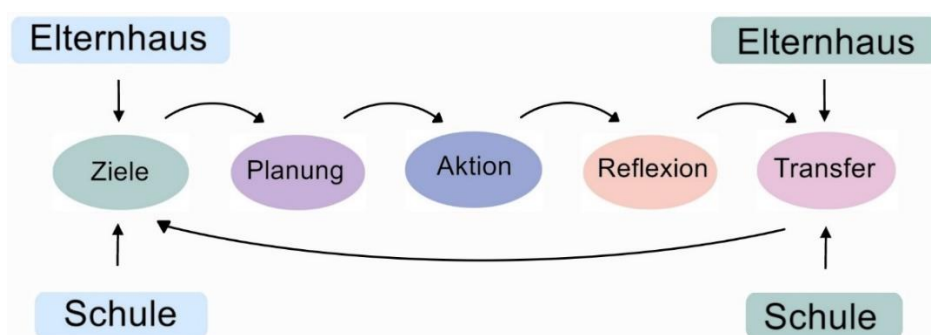 Elternhaus
Elternhaus
Ziele
Planung
Aktion
Reflexion
Transfer
Schule
Schule